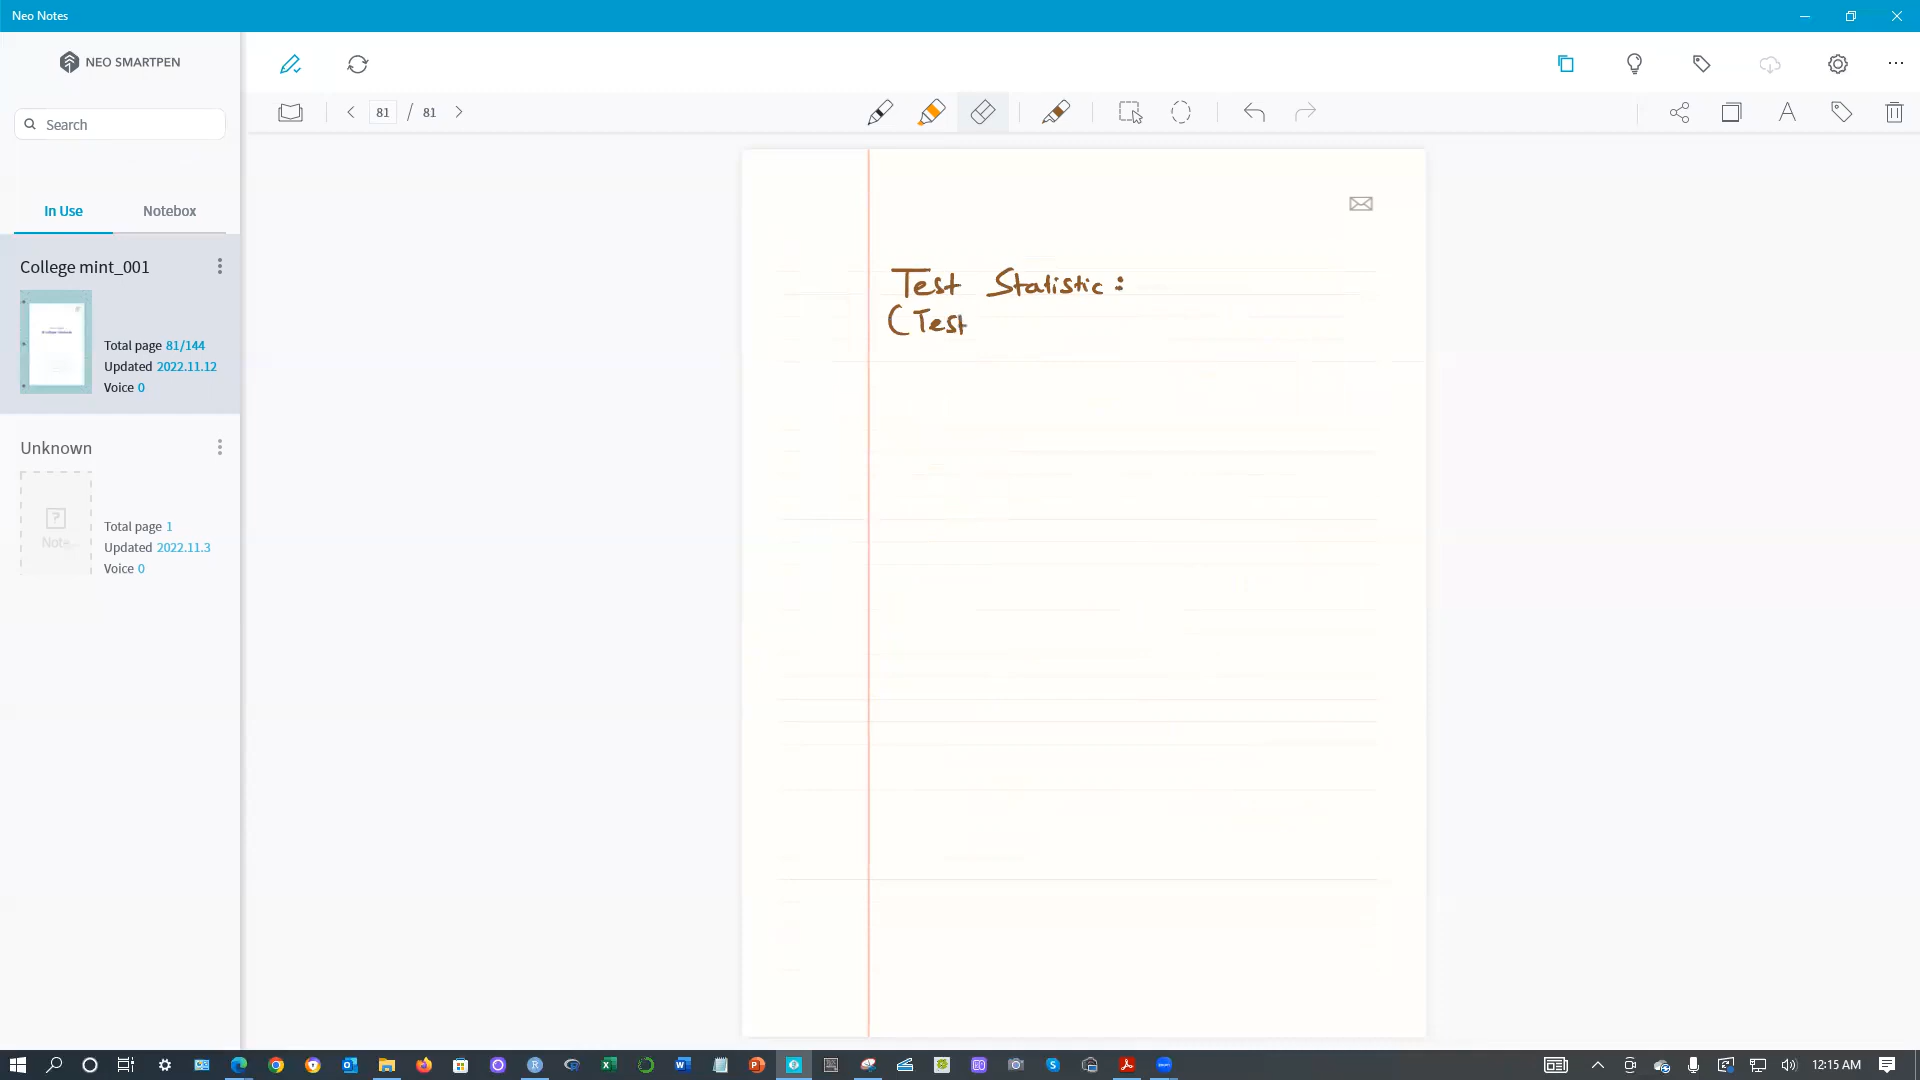 Neo Notes
NEO SMARTPEN
Search
In Use
Notebox
College mint_001
Total page 81/144
Updated 2022.11.12
Voice 0
Unknown
?
Note
Total page 1
Updated 2022.11.3
Voice 0
81 / 81
A
Test Statistic :
(Test
12:15 AM